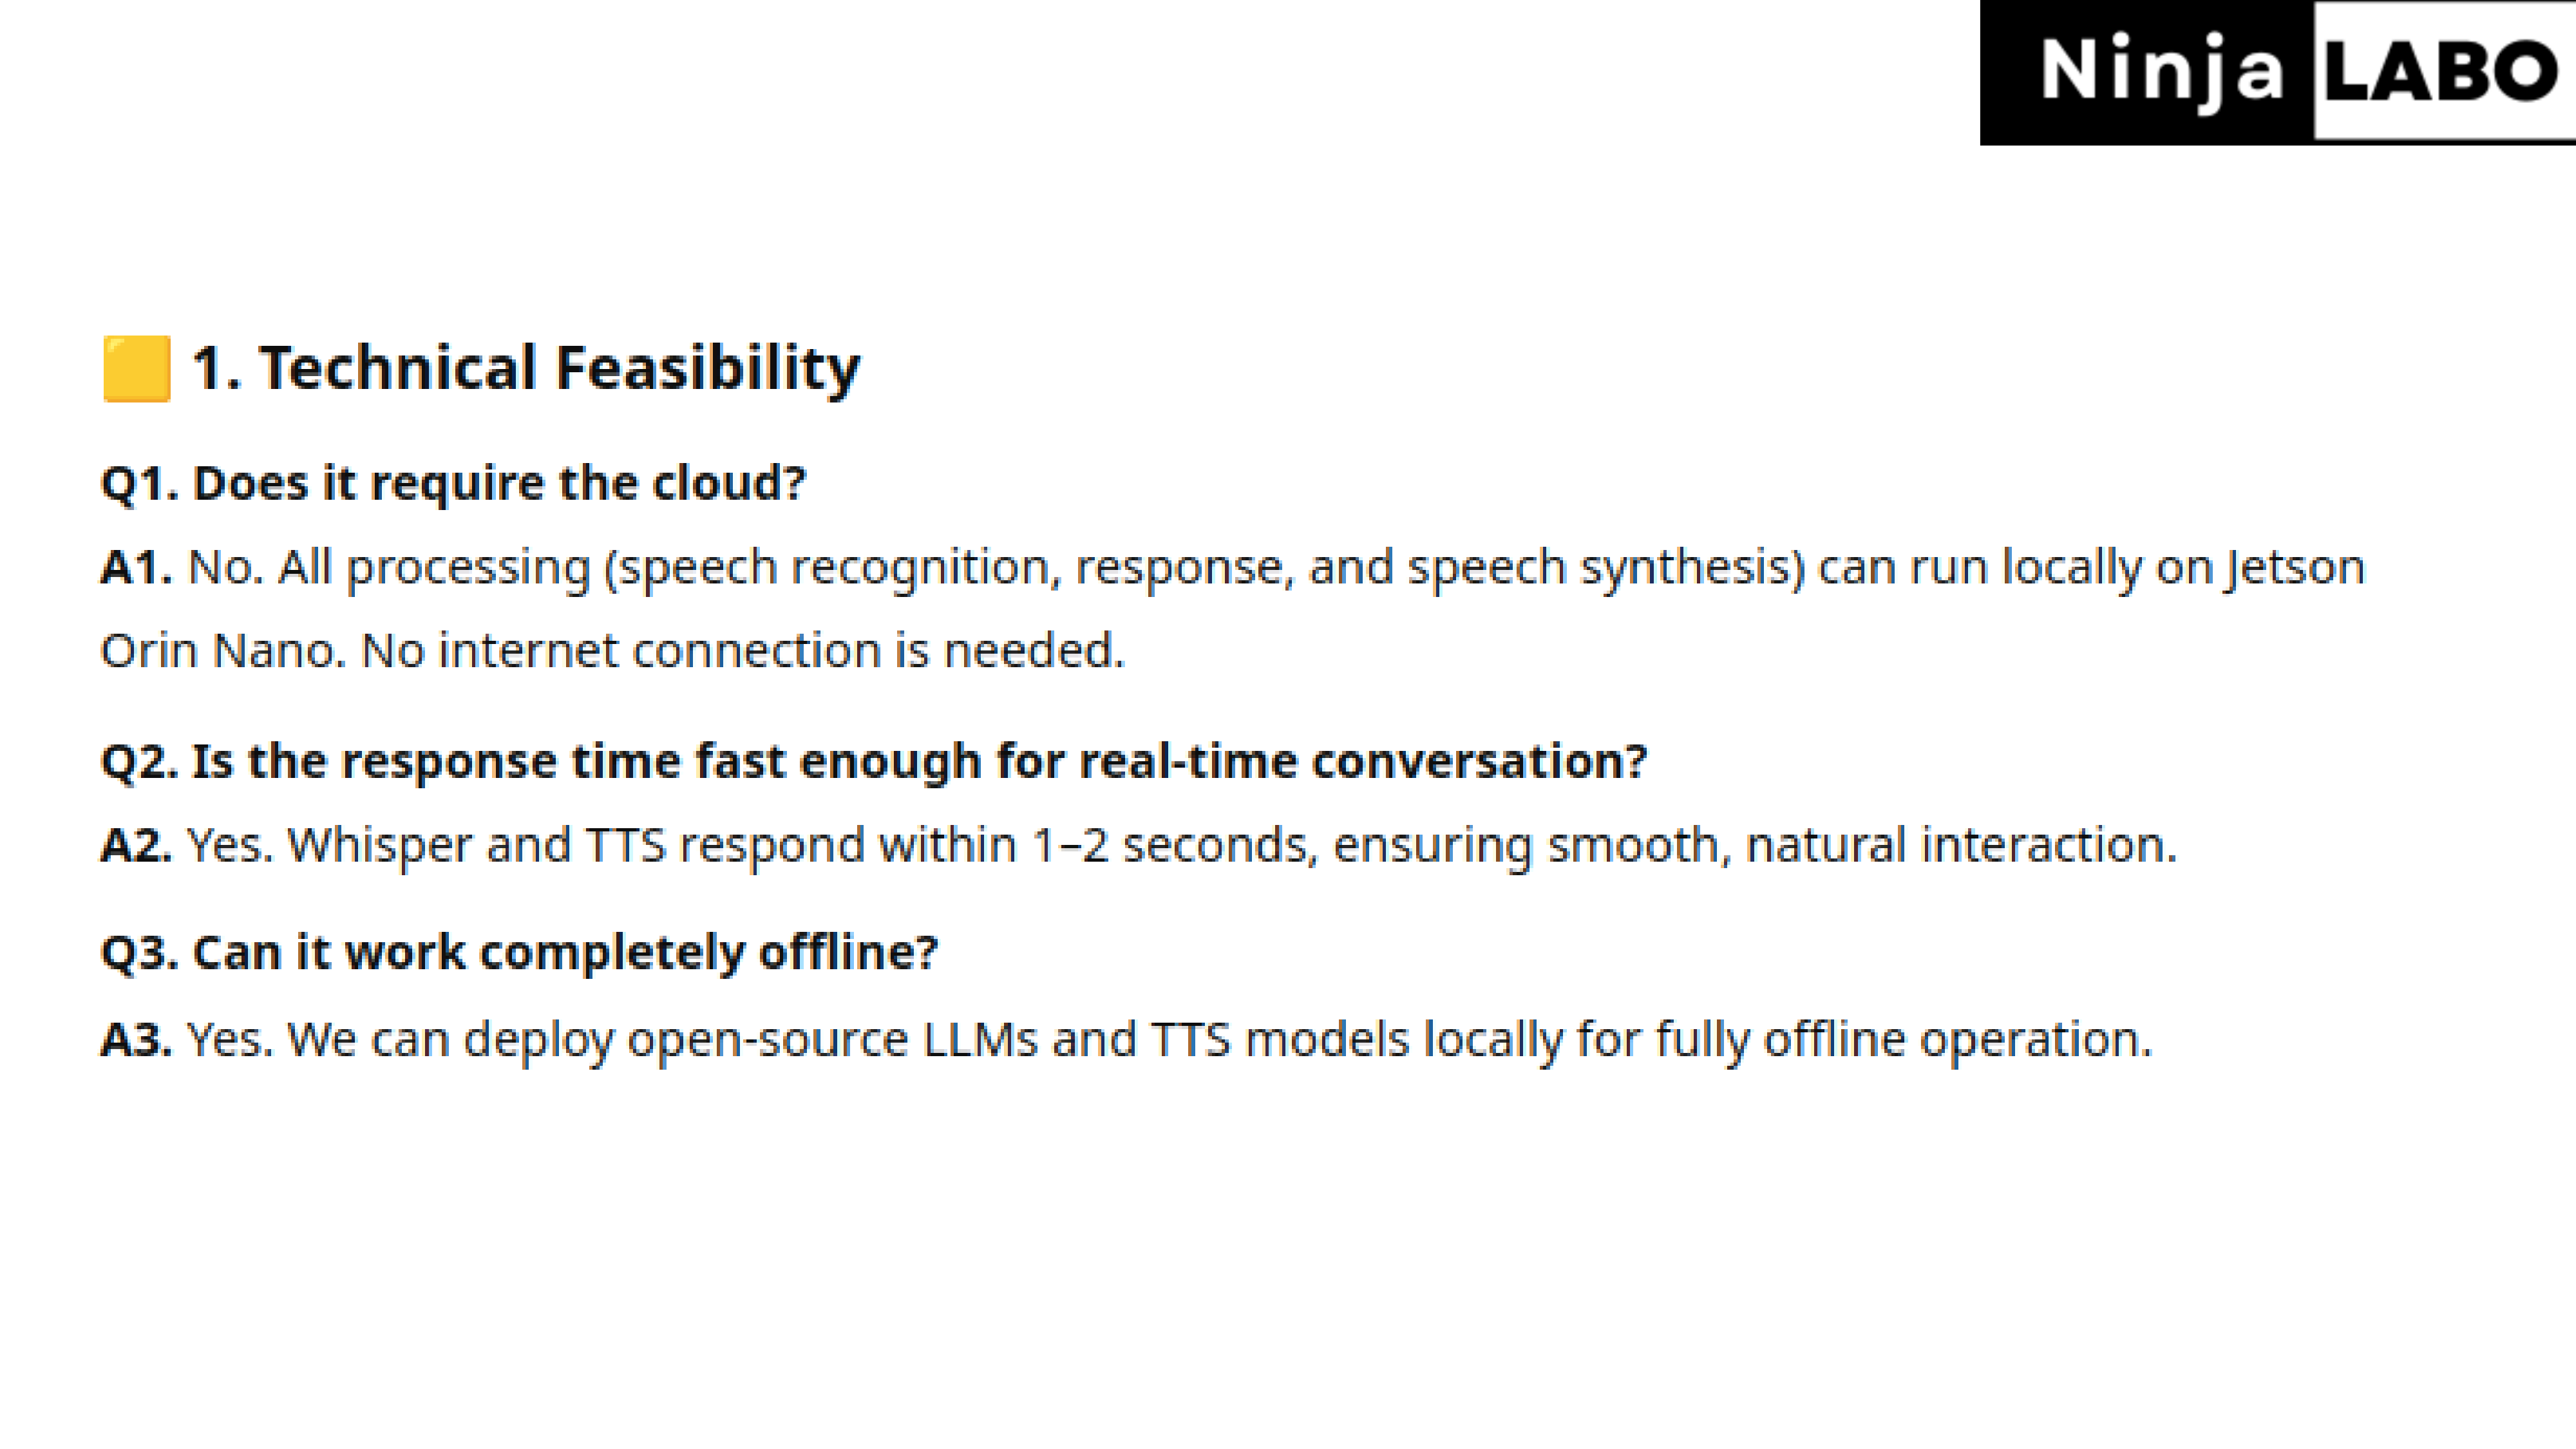 Ninja LABO
🟨 1. Technical Feasibility
Q1. Does it require the cloud?
A1. No. All processing (speech recognition, response, and speech synthesis) can run locally on Jetson
Orin Nano. No internet connection is needed.
Q2. Is the response time fast enough for real-time conversation?
A2. Yes. Whisper and TTS respond within 1–2 seconds, ensuring smooth, natural interaction.
Q3. Can it work completely offline?
A3. Yes. We can deploy open-source LLMs and TTS models locally for fully offline operation.